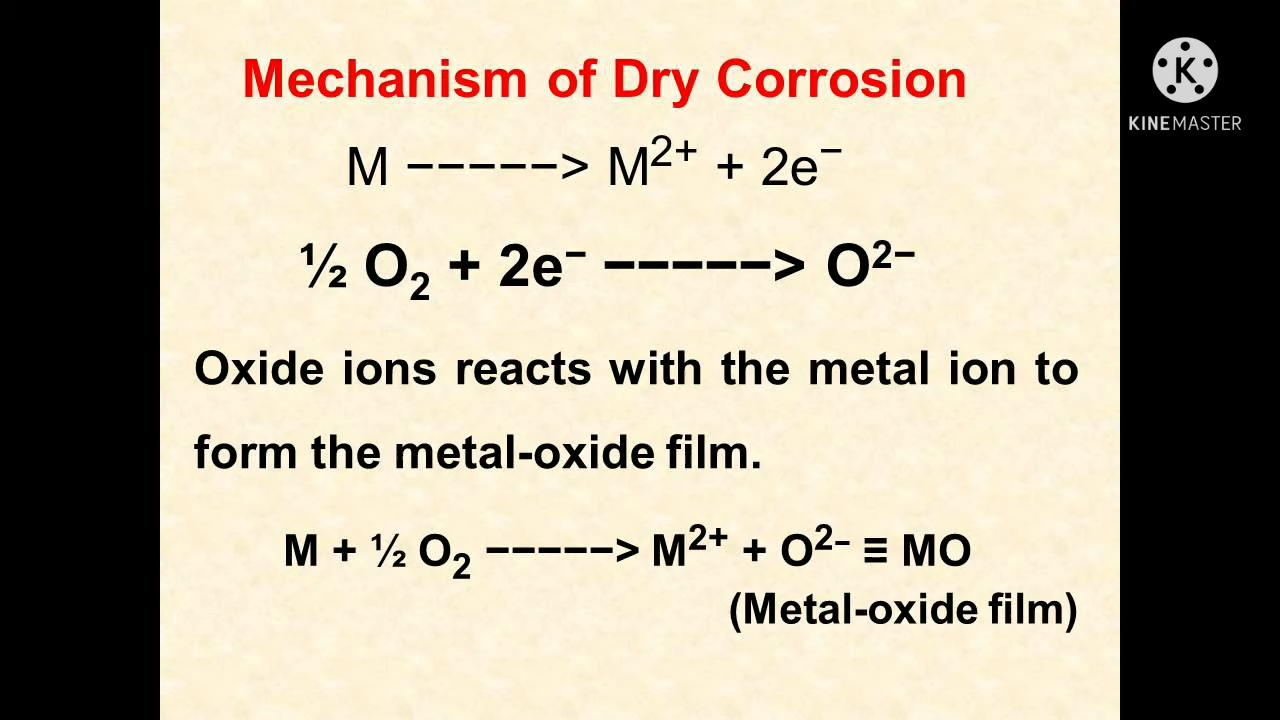 Mechanism of Dry Corrosion
M −−−−−> M²⁺ + 2e⁻
½ O₂ + 2e⁻ −−−−−> O²⁻
Oxide ions reacts with the metal ion to
form the metal-oxide film.
M + ½ O₂ −−−−−> M²⁺ + O²⁻ ≡ MO
(Metal-oxide film)
K
KINEMASTER